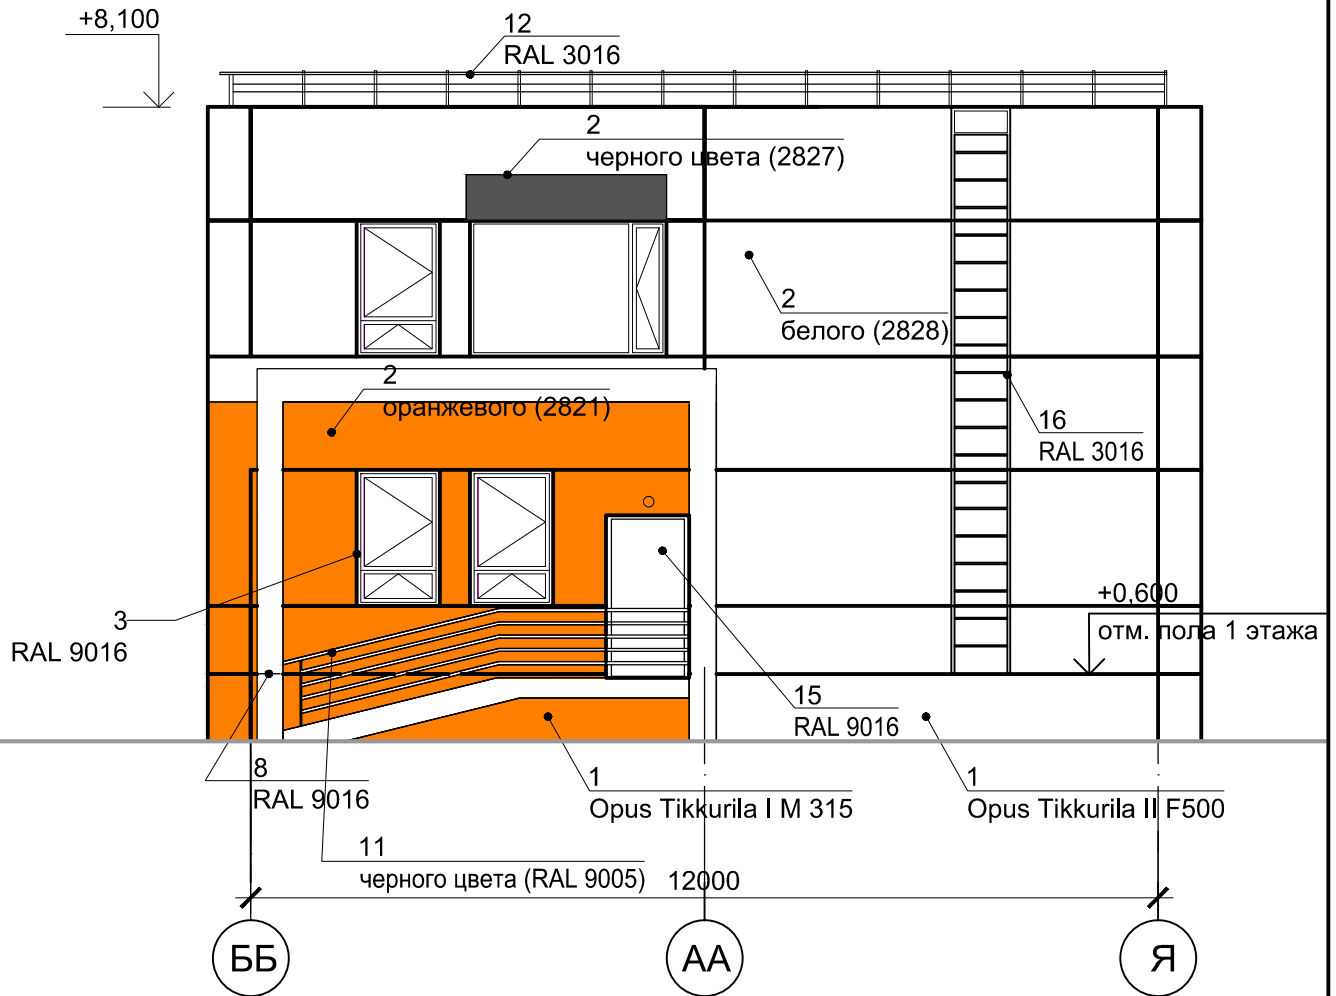 +8,100
12
RAL 3016
2
черного цвета (2827)
2
белого (2828)
2
оранжевого (2821)
16
RAL 3016
+0,600
отм. пола 1 этажа
3
RAL 9016
15
RAL 9016
8
RAL 9016
1
Opus Tikkurila I M 315
1
Opus Tikkurila II F500
11
черного цвета (RAL 9005)
12000
ББ
АА
Я